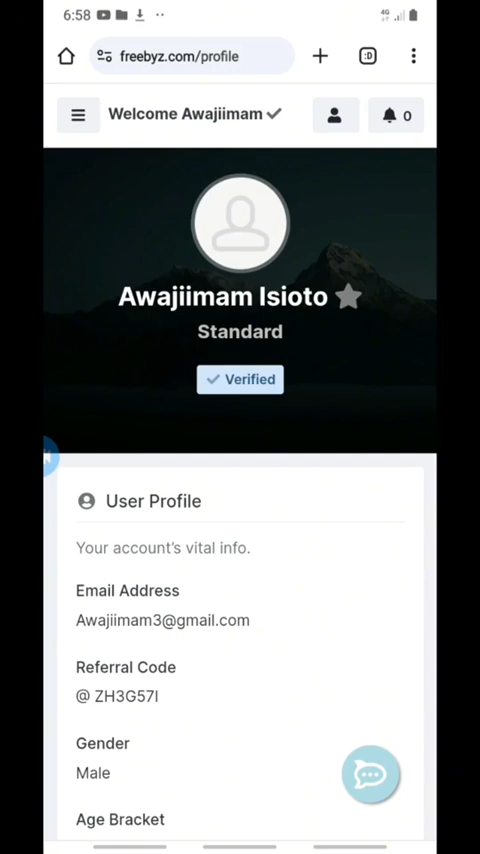 6:58
4G
freebyz.com/profile
:D
Welcome Awajiimam
0
Awajiimam Isioto
Standard
Verified
User Profile
Your account's vital info.
Email Address
Awajiimam3@gmail.com
Referral Code
@ ZH3G57I
Gender
Male
Age Bracket